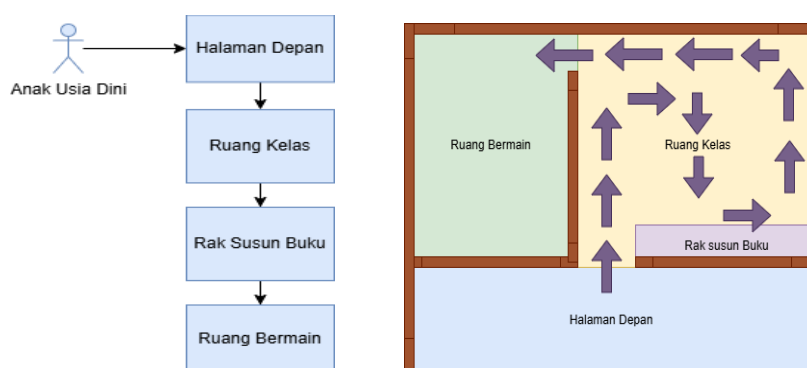 Halaman Depan
Anak Usia Dini
Ruang Kelas
Rak Susun Buku
Ruang Bermain
Ruang Bermain
Ruang Kelas
Rak susun Buku
Halaman Depan